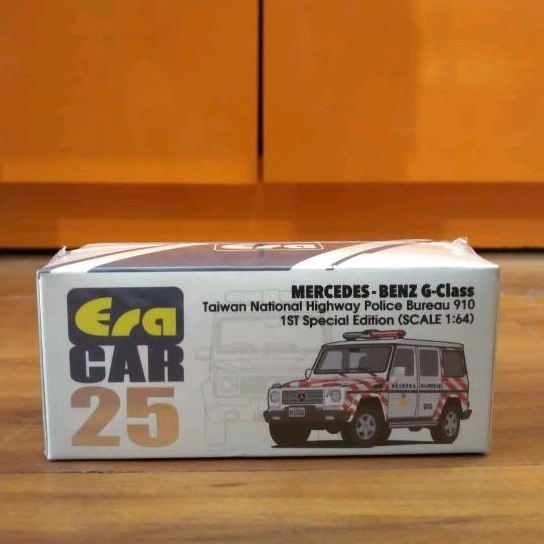 Era
MERCEDES-BENZ G-Class
Taiwan National Highway Police Bureau 910
1ST Special Edition (SCALE 1:64)
Era
CAR
25
910